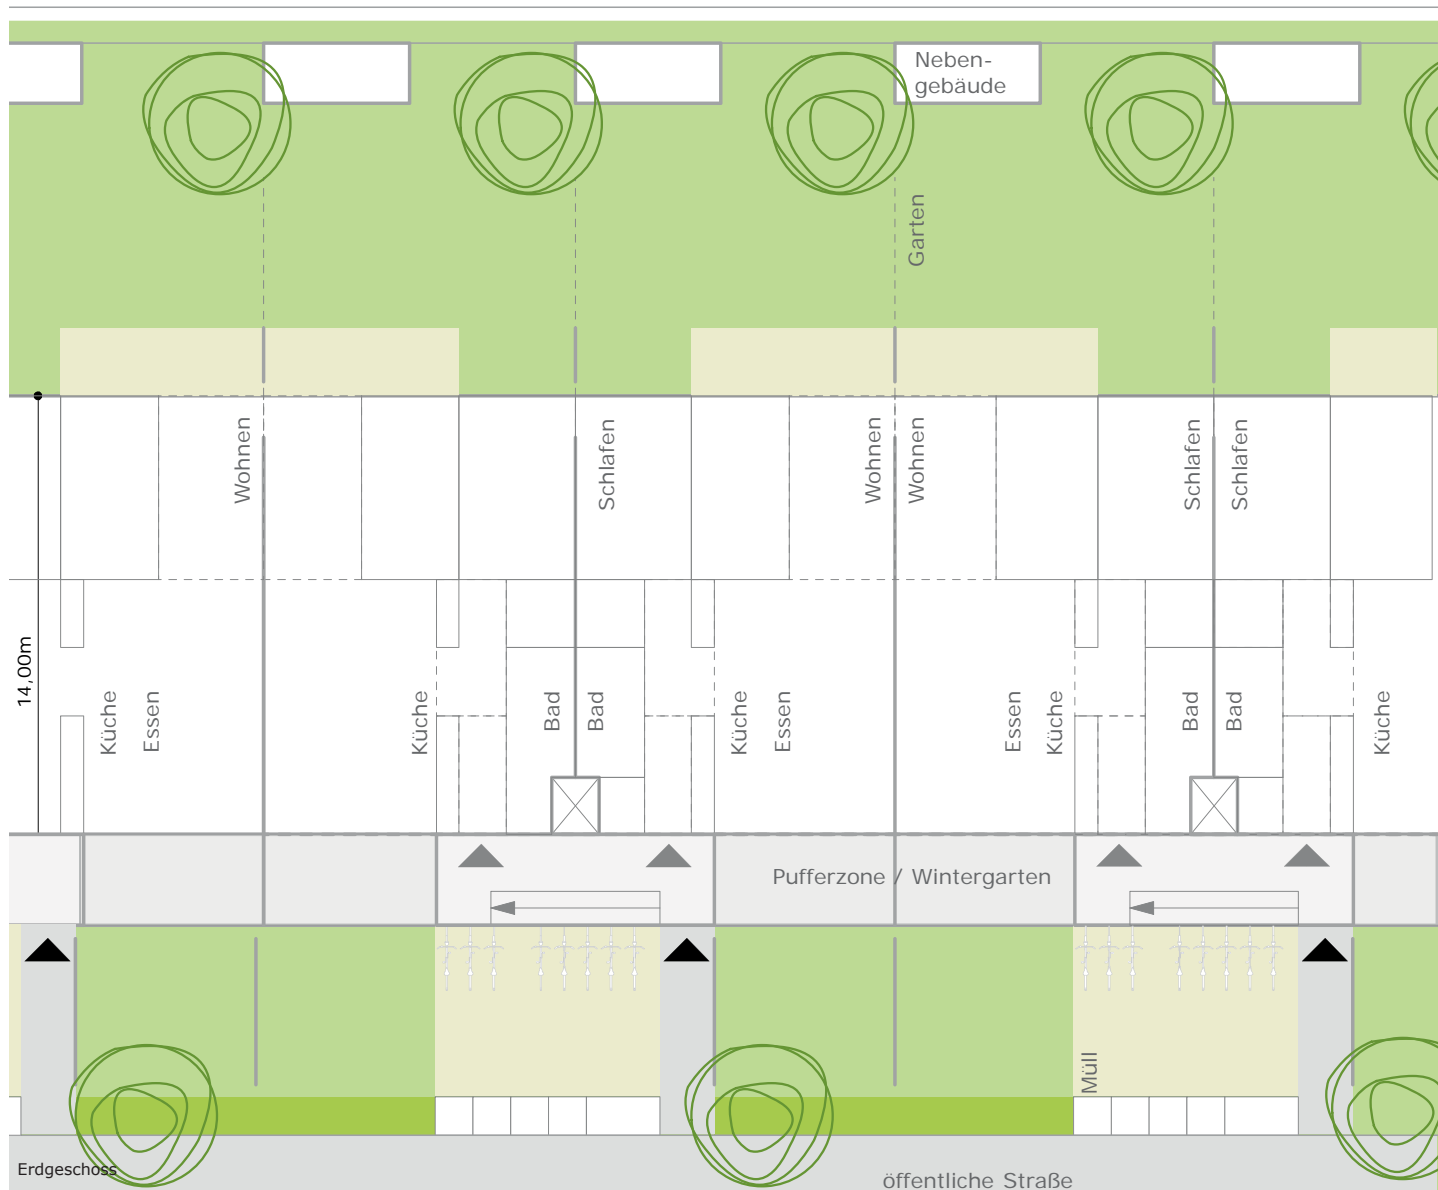 Neben-
gebäude
Garten
Wohnen
Schlafen
Wohnen
Wohnen
Schlafen
Schlafen
14,00m
Küche
Essen
Küche
Bad
Bad
Küche
Essen
Essen
Küche
Bad
Bad
Küche
Pufferzone / Wintergarten
Müll
Erdgeschoss
öffentliche Straße